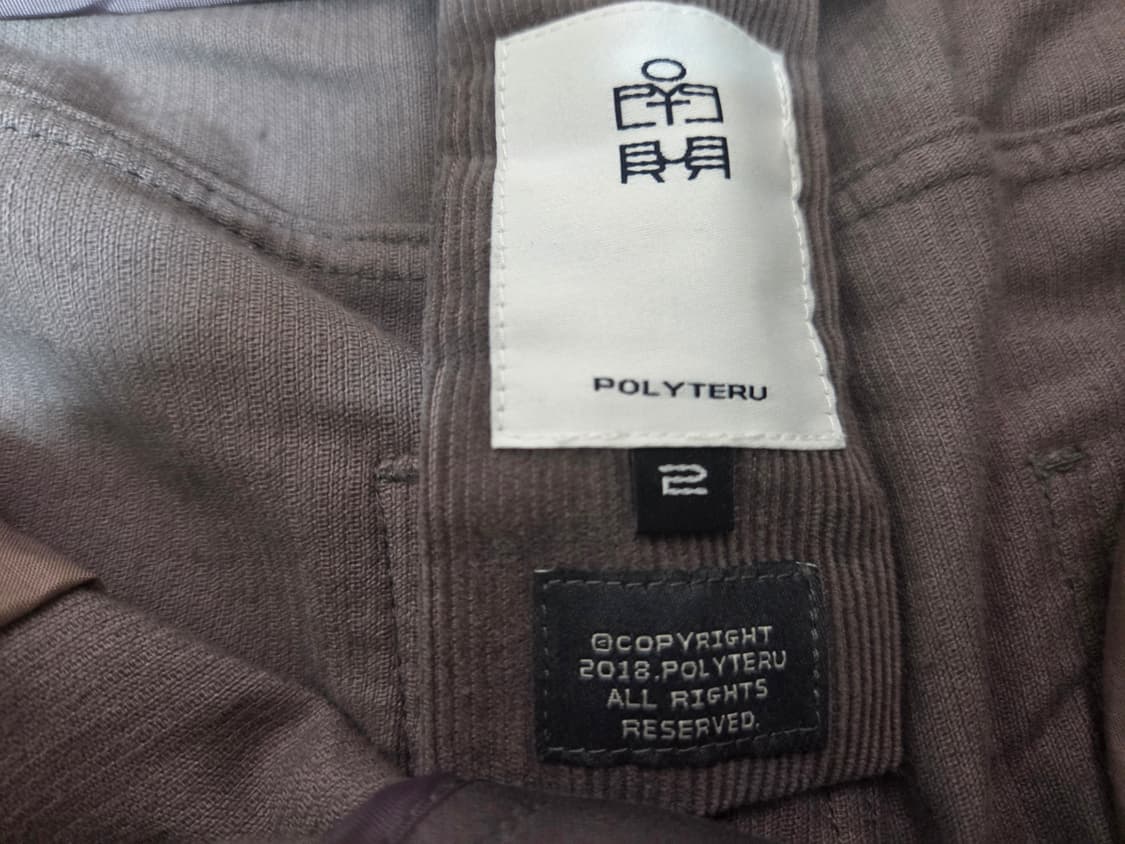 POLYTERU
2
©COPYRIGHT
2018.POLYTERU
ALL RIGHTS
RESERVED.